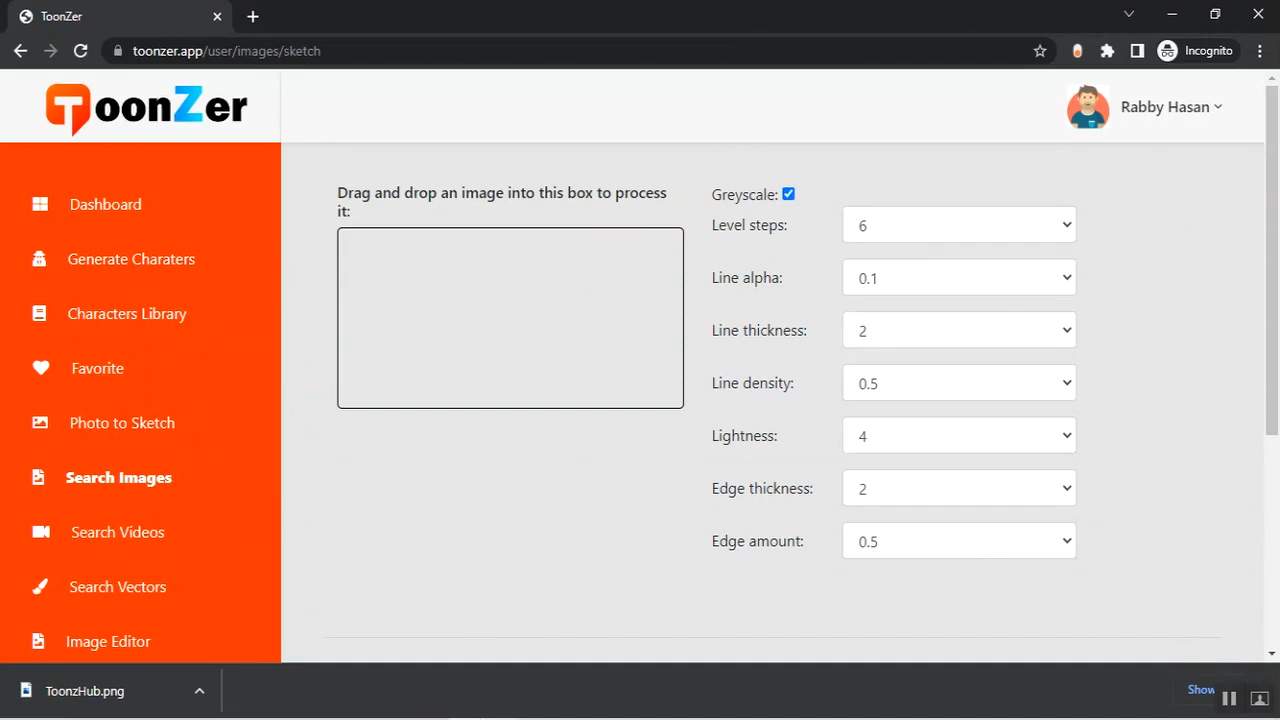 ToonZer
toonzer.app/user/images/sketch
Incognito
ToonZer
Rabby Hasan
Dashboard
Generate Charaters
Characters Library
Favorite
Photo to Sketch
Search Images
Search Videos
Search Vectors
Image Editor
Drag and drop an image into this box to process
it:
Greyscale:
Level steps: 6
Line alpha: 0.1
Line thickness: 2
Line density: 0.5
Lightness: 4
Edge thickness: 2
Edge amount: 0.5
ToonzHub.png
Show